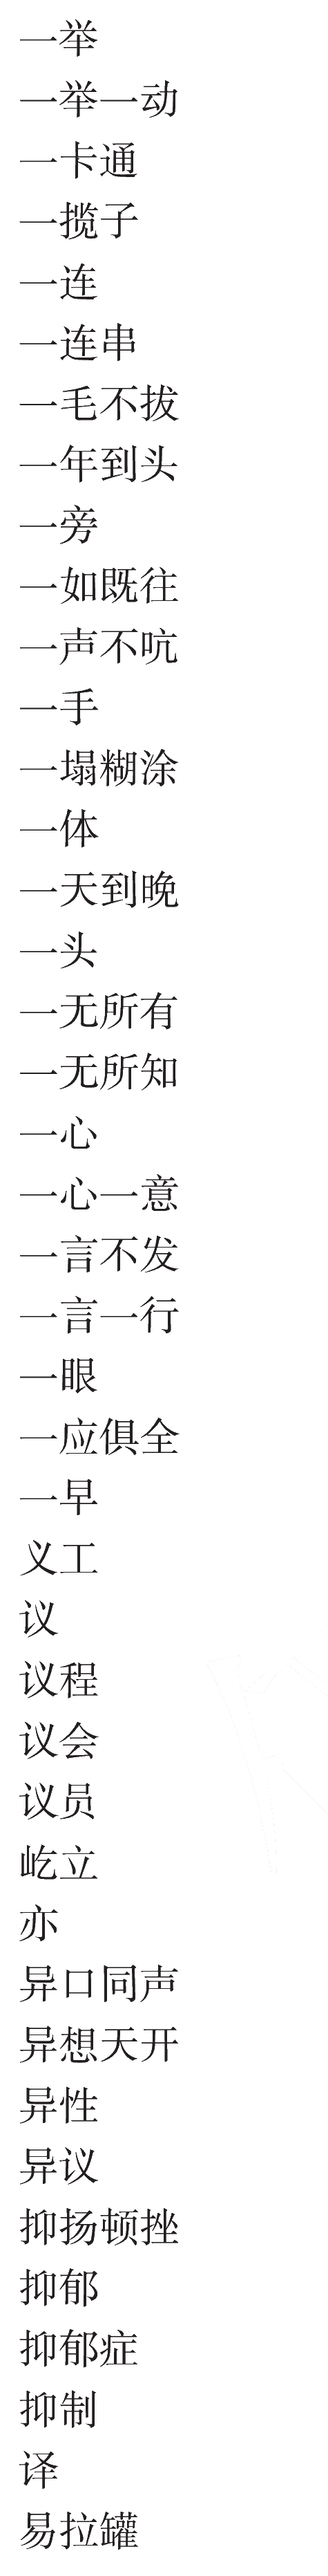 一举
一举一动
一卡通
一揽子
一连
一连串
一毛不拔
一年到头
一旁
一如既往
一声不吭
一手
一塌糊涂
一体
一天到晚
一头
一无所有
一无所知
一心
一心一意
一言不发
一言一行
一眼
一应俱全
一早
义工
议
议程
议会
议员
屹立
亦
异口同声
异想天开
异性
异议
抑扬顿挫
抑郁
抑郁症
抑制
译
易拉罐